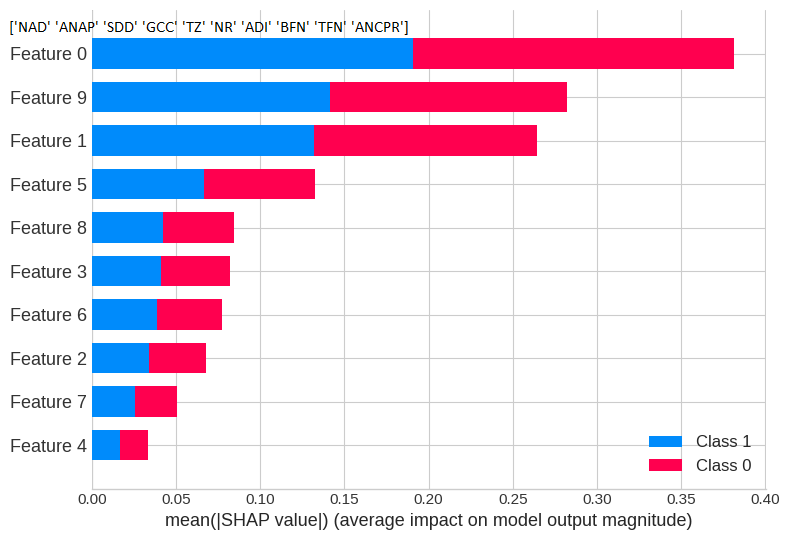 ['NAD' 'ANAP' 'SDD' 'GCC' 'TZ' 'NR' 'ADI' 'BFN' 'TFN' 'ANCPR']
Feature 0
Feature 9
Feature 1
Feature 5
Feature 8
Feature 3
Feature 6
Feature 2
Feature 7
Feature 4
Class 1
Class 0
0.00 0.05 0.10 0.15 0.20 0.25 0.30 0.35 0.40
mean(|SHAP value|) (average impact on model output magnitude)